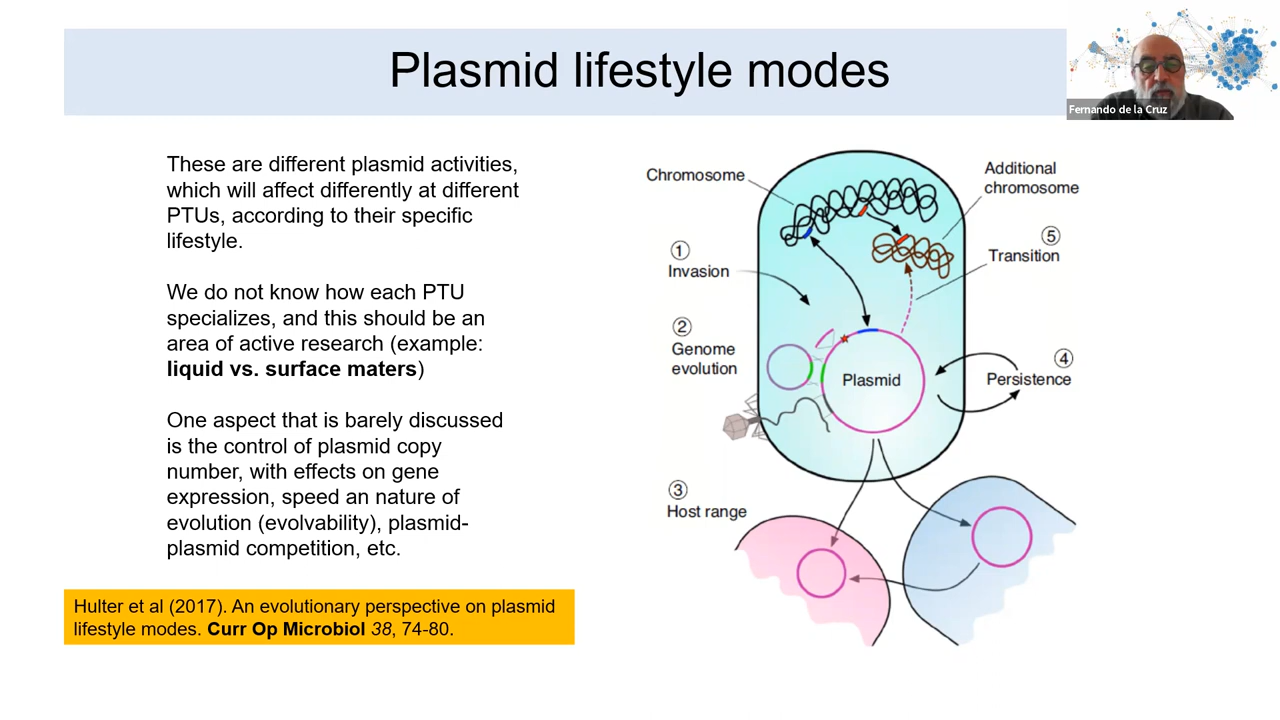 Plasmid lifestyle modes
Fernando de la Cruz
These are different plasmid activities,
which will affect differently at different
PTUs, according to their specific
lifestyle.
We do not know how each PTU
specializes, and this should be an
area of active research (example:
liquid vs. surface maters)
One aspect that is barely discussed
is the control of plasmid copy
number, with effects on gene
expression, speed an nature of
evolution (evolvability), plasmid-
plasmid competition, etc.
Hulter et al (2017). An evolutionary perspective on plasmid
lifestyle modes. Curr Op Microbiol 38, 74-80.
Chromosome
Additional
chromosome
① 
Invasion
⑤
Transition
②
Genome
evolution
Plasmid
④
Persistence
③
Host range